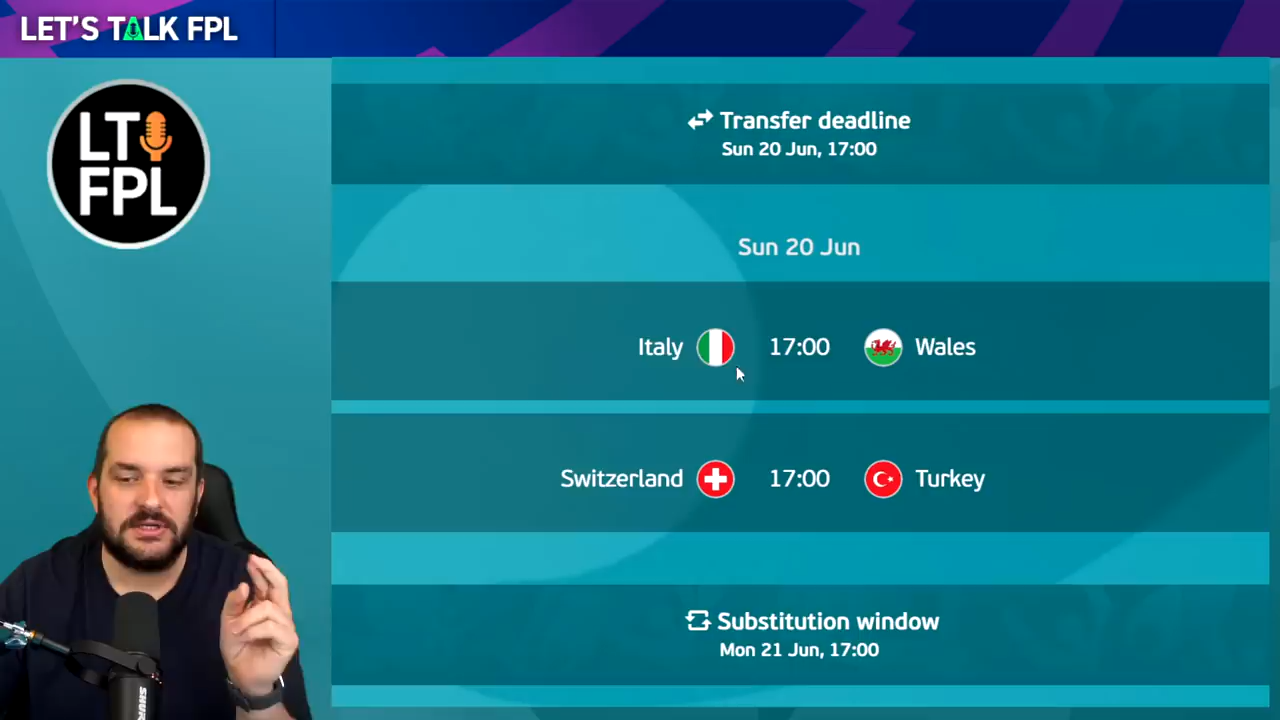 LET'S TALK FPL
LT
FPL
Transfer deadline
Sun 20 Jun, 17:00
Sun 20 Jun
Italy 17:00 Wales
Switzerland 17:00 Turkey
Substitution window
Mon 21 Jun, 17:00
SHUR